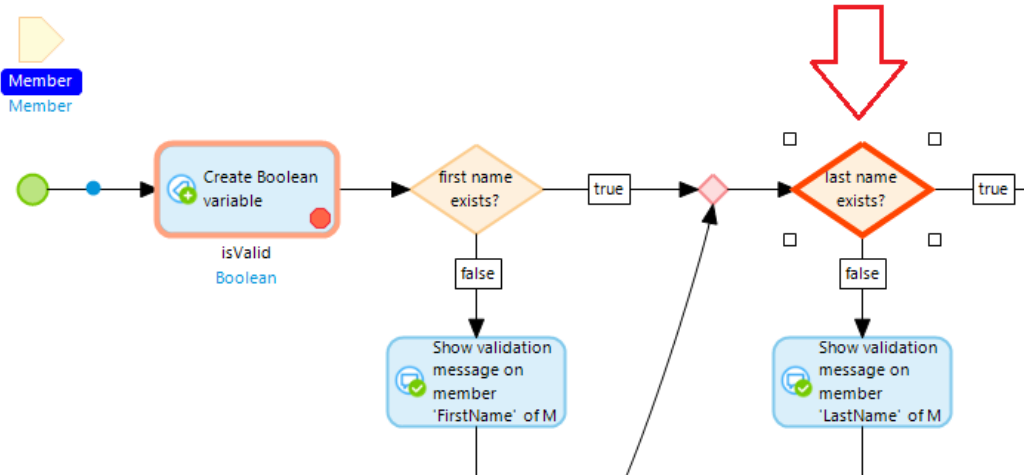 Member
Member
Create Boolean
variable
isValid
Boolean
first name
exists?
true
false
Show validation
message on
member
'FirstName' of M
last name
exists?
true
false
Show validation
message on
member
'LastName' of M